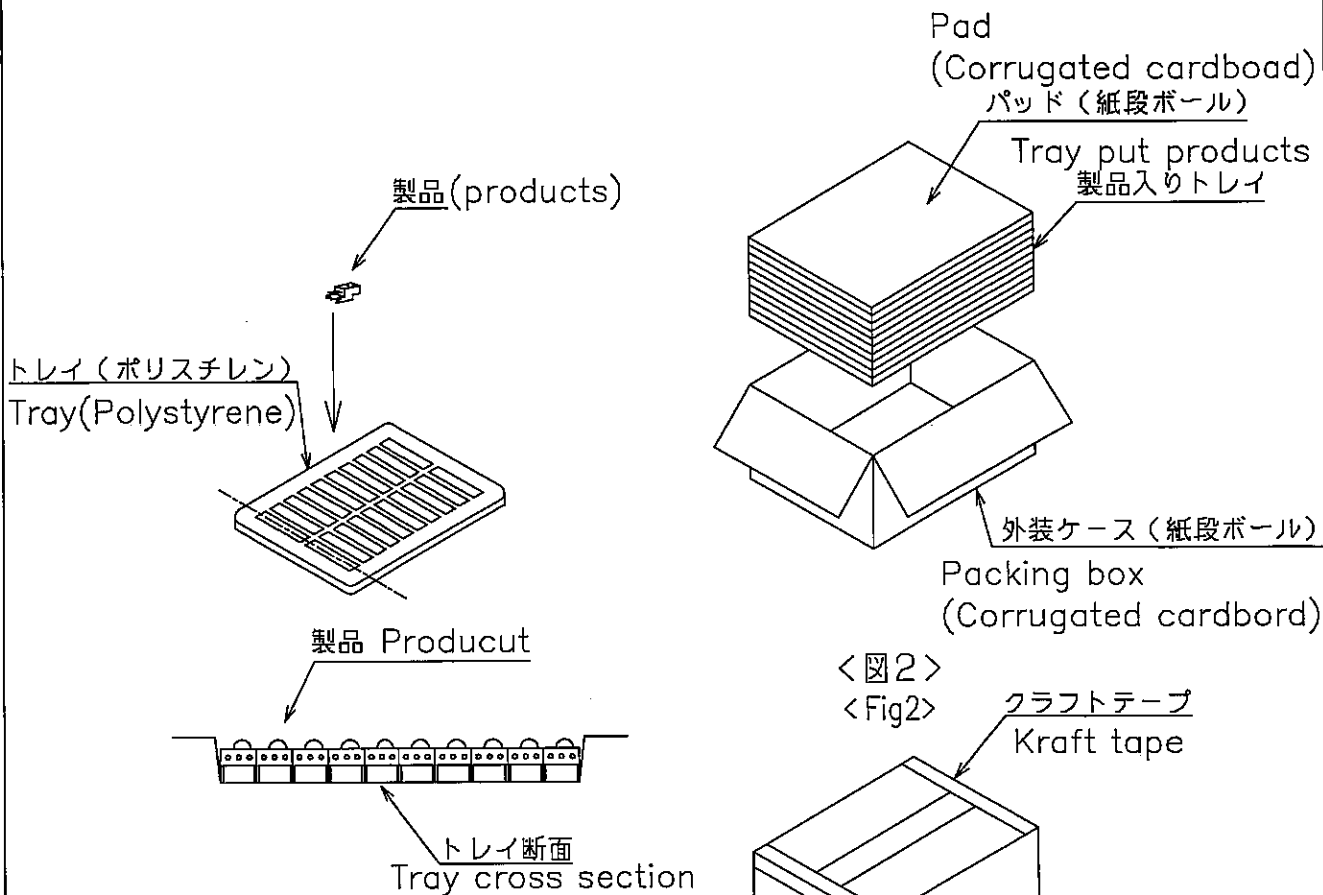 Pad
(Corrugated cardboad)
パッド（紙段ボール）
Tray put products
製品入りトレイ
製品(products)
トレイ（ポリスチレン）
Tray(Polystyrene)
外装ケース（紙段ボール）
Packing box
(Corrugated cardbord)
製品 Producut
<図2>
<Fig2>
クラフトテープ
Kraft tape
トレイ断面
Tray cross section